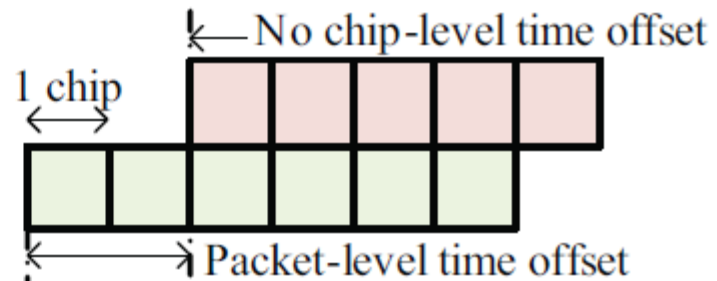 No chip-level time offset
1 chip
Packet-level time offset